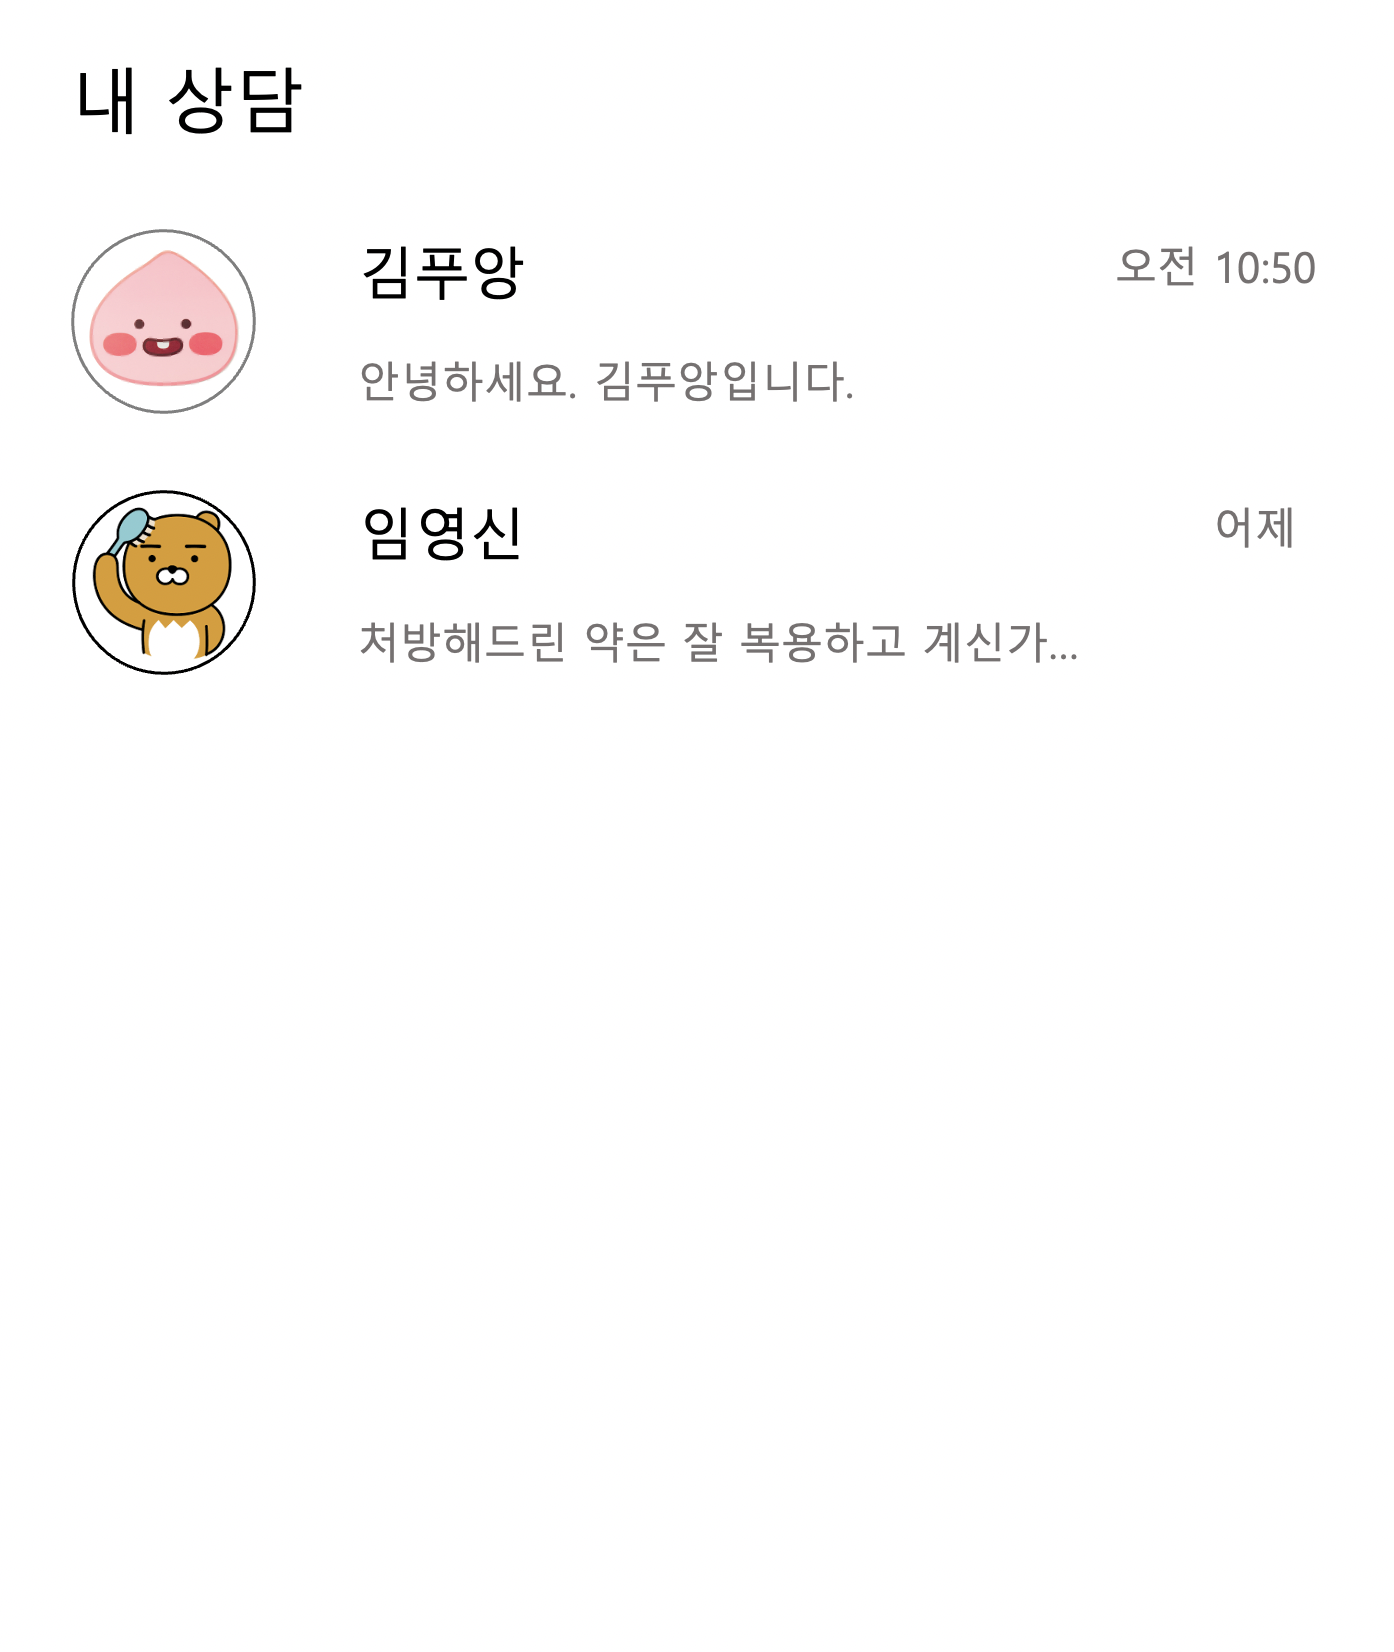 내 상담
김푸앙
오전 10:50
안녕하세요. 김푸앙입니다.
임영신
어제
처방해드린 약은 잘 복용하고 계신가...